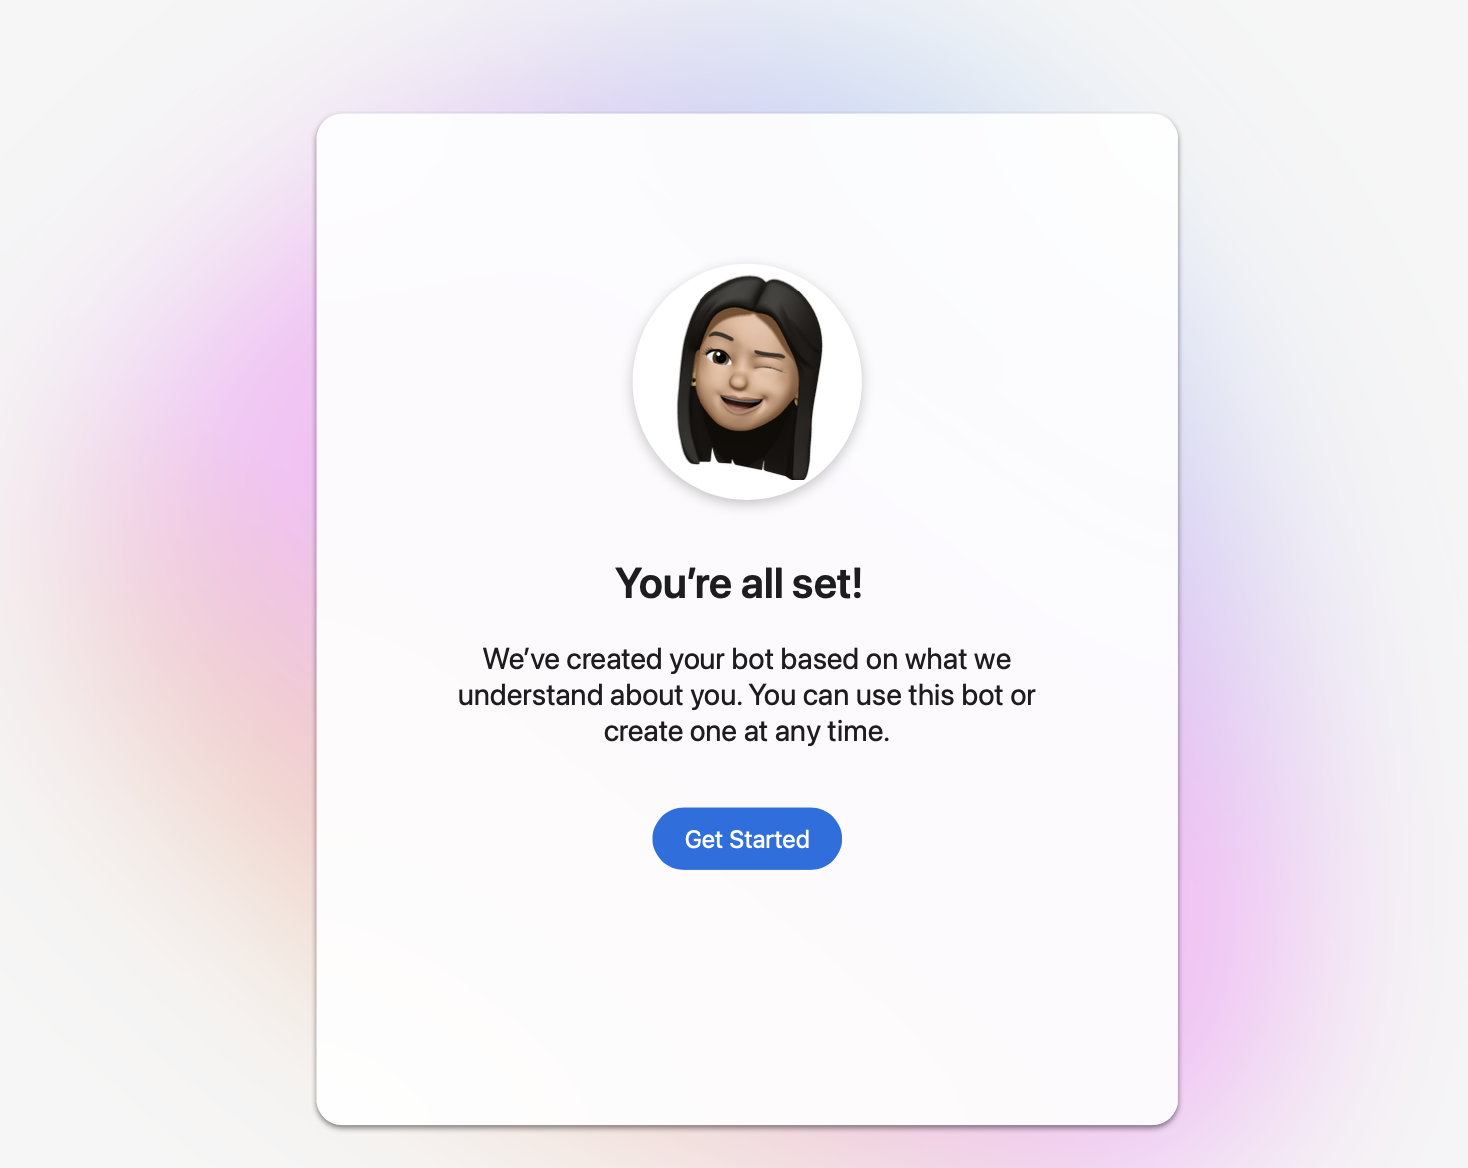 You’re all set!
We’ve created your bot based on what we
understand about you. You can use this bot or
create one at any time.
Get Started